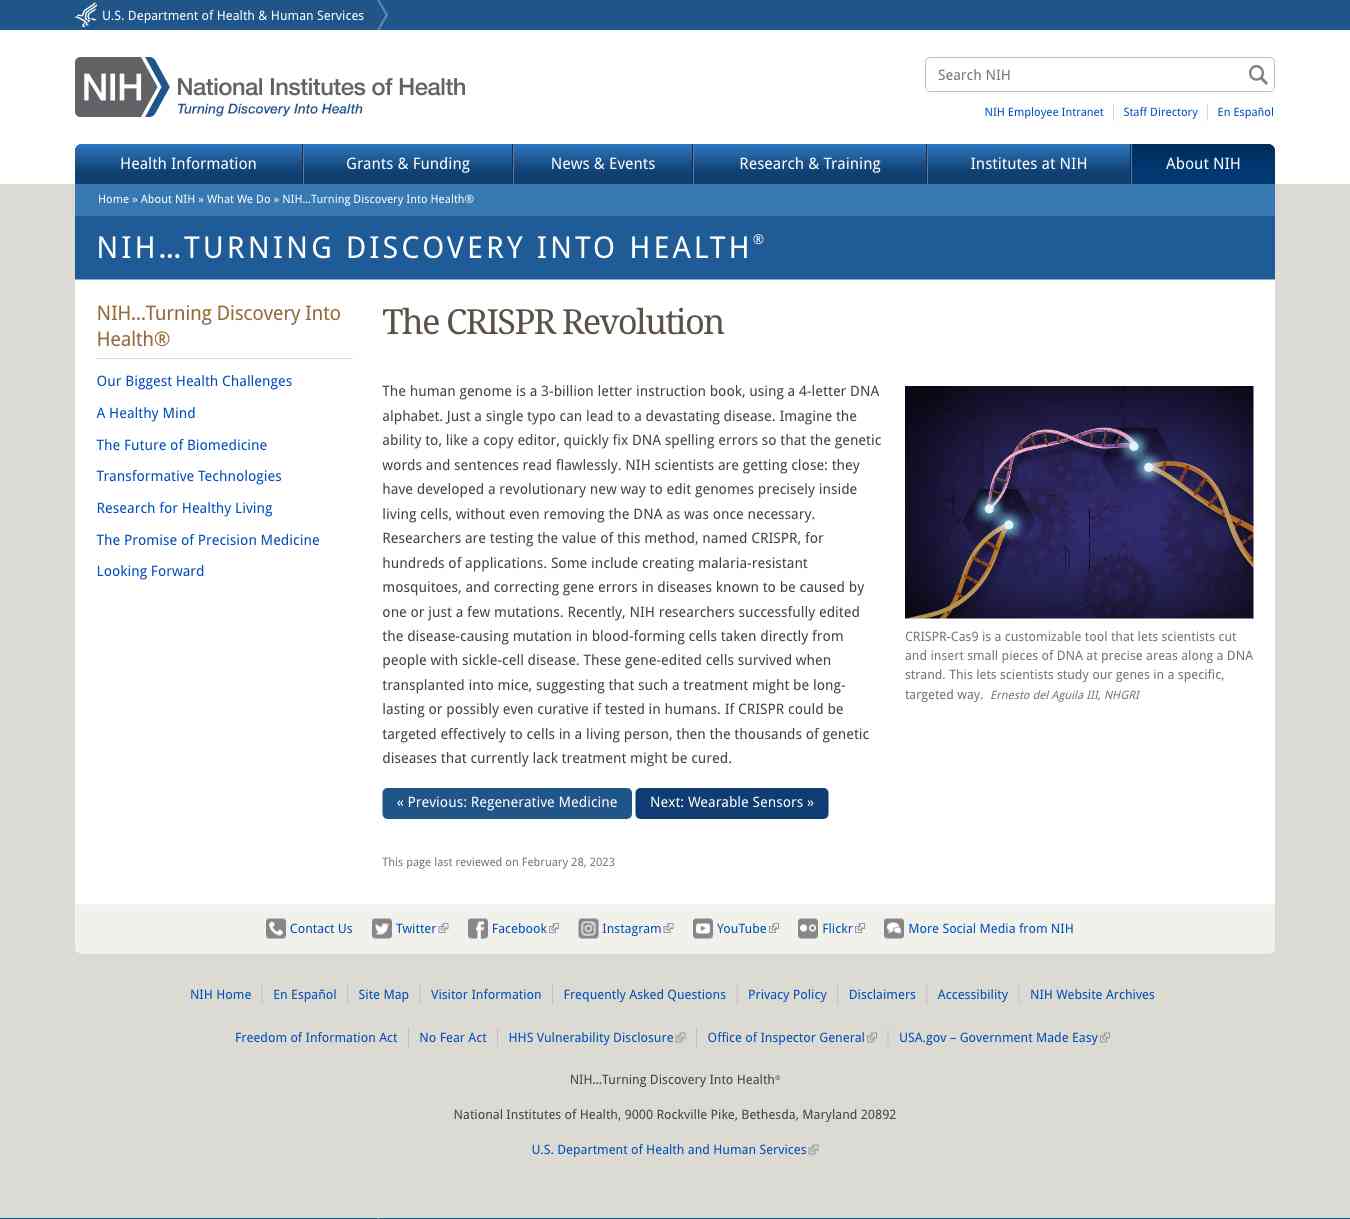 U.S. Department of Health & Human Services
NIH National Institutes of Health
Turning Discovery Into Health
Search NIH
NIH Employee Intranet Staff Directory En Español
Health Information Grants & Funding News & Events Research & Training Institutes at NIH About NIH
Home » About NIH » What We Do » NIH…Turning Discovery Into Health®
NIH…TURNING DISCOVERY INTO HEALTH®
NIH…Turning Discovery Into
Health®
Our Biggest Health Challenges
A Healthy Mind
The Future of Biomedicine
Transformative Technologies
Research for Healthy Living
The Promise of Precision Medicine
Looking Forward
The CRISPR Revolution
The human genome is a 3-billion letter instruction book, using a 4-letter DNA
alphabet. Just a single typo can lead to a devastating disease. Imagine the
ability to, like a copy editor, quickly fix DNA spelling errors so that the genetic
words and sentences read flawlessly. NIH scientists are getting close: they
have developed a revolutionary new way to edit genomes precisely inside
living cells, without even removing the DNA as was once necessary.
Researchers are testing the value of this method, named CRISPR, for
hundreds of applications. Some include creating malaria-resistant
mosquitoes, and correcting gene errors in diseases known to be caused by
one or just a few mutations. Recently, NIH researchers successfully edited
the disease-causing mutation in blood-forming cells taken directly from
people with sickle-cell disease. These gene-edited cells survived when
transplanted into mice, suggesting that such a treatment might be long-
lasting or possibly even curative if tested in humans. If CRISPR could be
targeted effectively to cells in a living person, then the thousands of genetic
diseases that currently lack treatment might be cured.
CRISPR-Cas9 is a customizable tool that lets scientists cut
and insert small pieces of DNA at precise areas along a DNA
strand. This lets scientists study our genes in a specific,
targeted way. Ernesto del Aguila III, NHGRI
« Previous: Regenerative Medicine Next: Wearable Sensors »
This page last reviewed on February 28, 2023
Contact Us Twitter Facebook Instagram YouTube Flickr More Social Media from NIH
NIH Home En Español Site Map Visitor Information Frequently Asked Questions Privacy Policy Disclaimers Accessibility NIH Website Archives
Freedom of Information Act No Fear Act HHS Vulnerability Disclosure Office of Inspector General USA.gov – Government Made Easy
NIH…Turning Discovery Into Health®
National Institutes of Health, 9000 Rockville Pike, Bethesda, Maryland 20892
U.S. Department of Health and Human Services